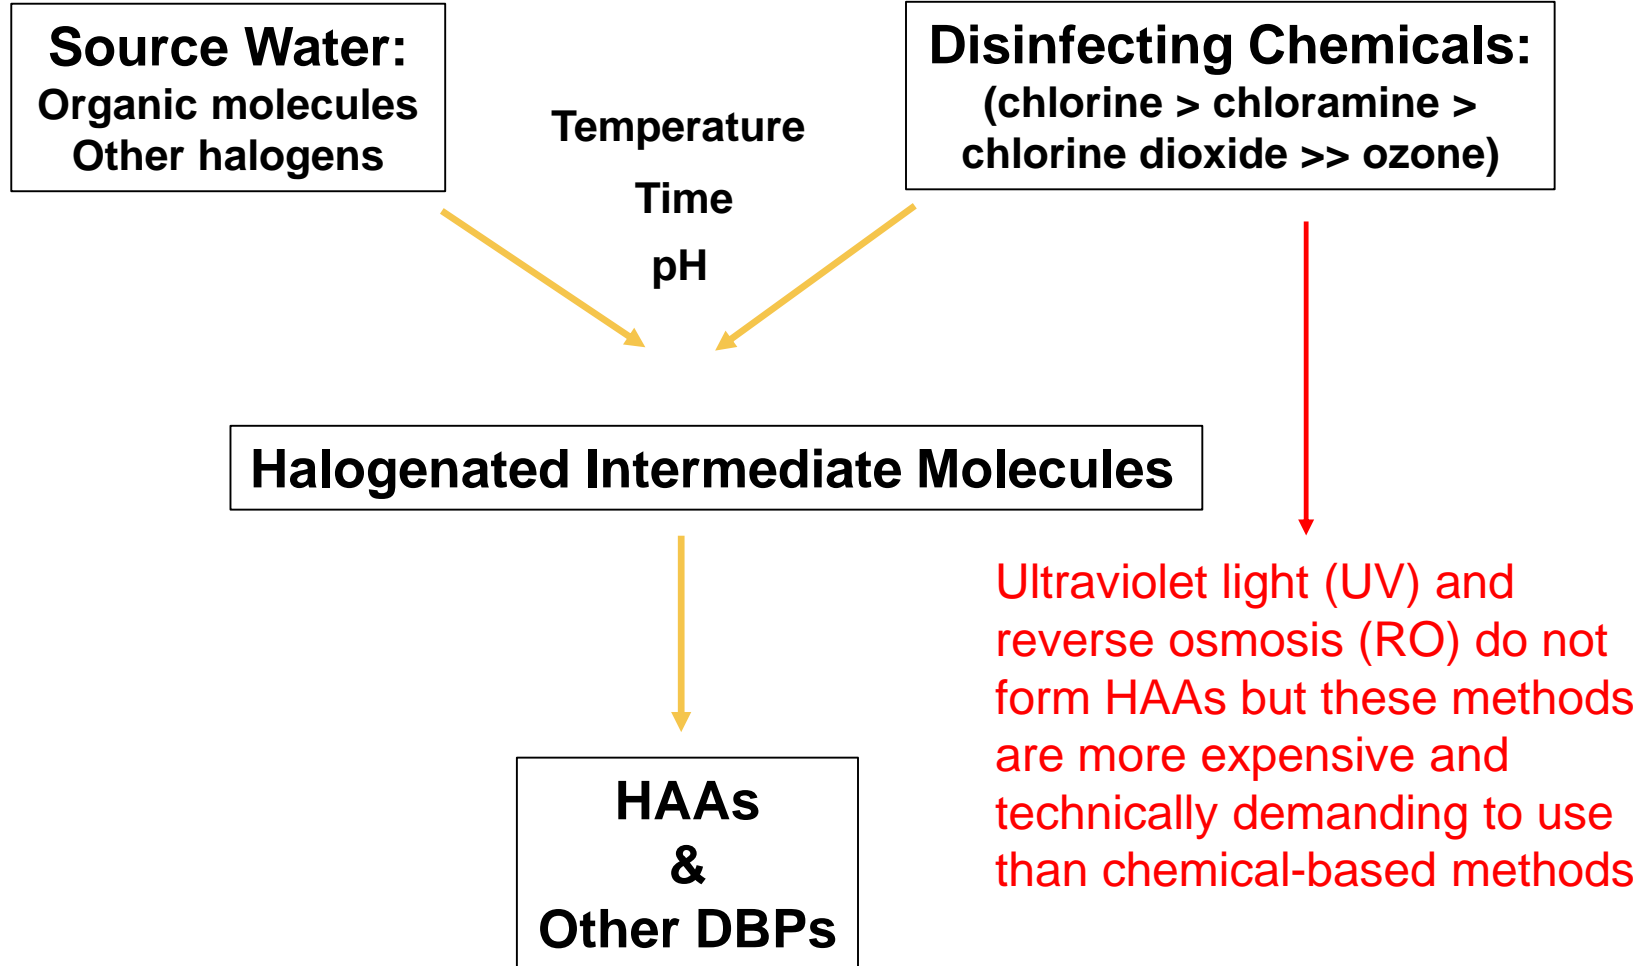 Source Water:
Organic molecules
Other halogens
Temperature
Time
pH
Disinfecting Chemicals:
(chlorine > chloramine >
chlorine dioxide >> ozone)
Halogenated Intermediate Molecules
HAAs
&
Other DBPs
Ultraviolet light (UV) and
reverse osmosis (RO) do not
form HAAs but these methods
are more expensive and
technically demanding to use
than chemical-based methods